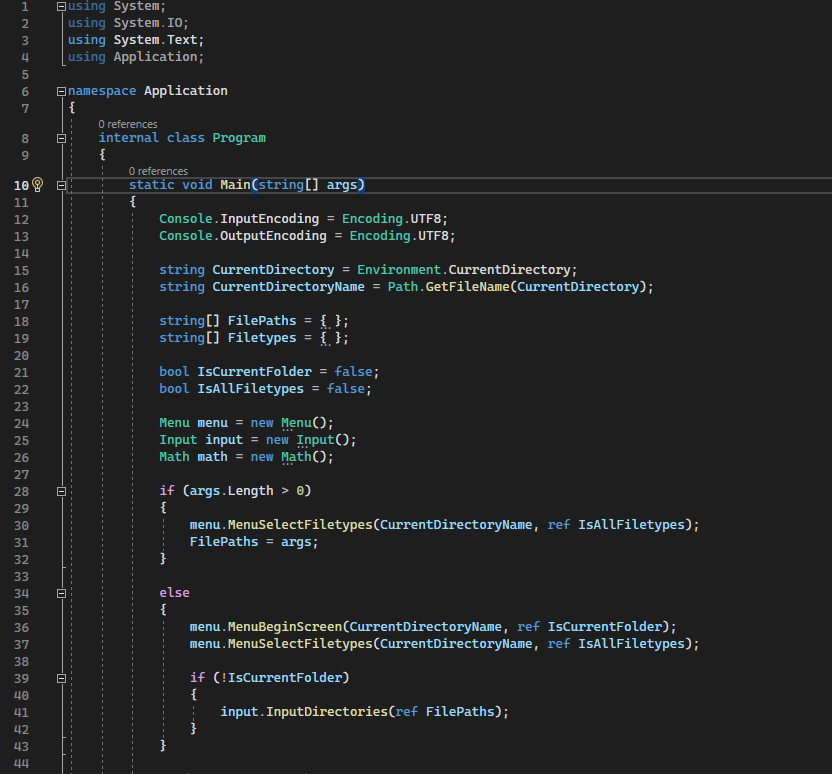 1 using System;
2 using System.IO;
3 using System.Text;
4 using Application;
5
6 namespace Application
7 {
0 references
8 internal class Program
9 {
0 references
10 static void Main(string[] args)
11 {
12 Console.InputEncoding = Encoding.UTF8;
13 Console.OutputEncoding = Encoding.UTF8;
14
15 string CurrentDirectory = Environment.CurrentDirectory;
16 string CurrentDirectoryName = Path.GetFileName(CurrentDirectory);
17
18 string[] FilePaths = { };
19 string[] Filetypes = { };
20
21 bool IsCurrentFolder = false;
22 bool IsAllFiletypes = false;
23
24 Menu menu = new Menu();
25 Input input = new Input();
26 Math math = new Math();
27
28 if (args.Length > 0)
29 {
30 menu.MenuSelectFiletypes(CurrentDirectoryName, ref IsAllFiletypes);
31 FilePaths = args;
32 }
33
34 else
35 {
36 menu.MenuBeginScreen(CurrentDirectoryName, ref IsCurrentFolder);
37 menu.MenuSelectFiletypes(CurrentDirectoryName, ref IsAllFiletypes);
38
39 if (!IsCurrentFolder)
40 {
41 input.InputDirectories(ref FilePaths);
42 }
43 }
44